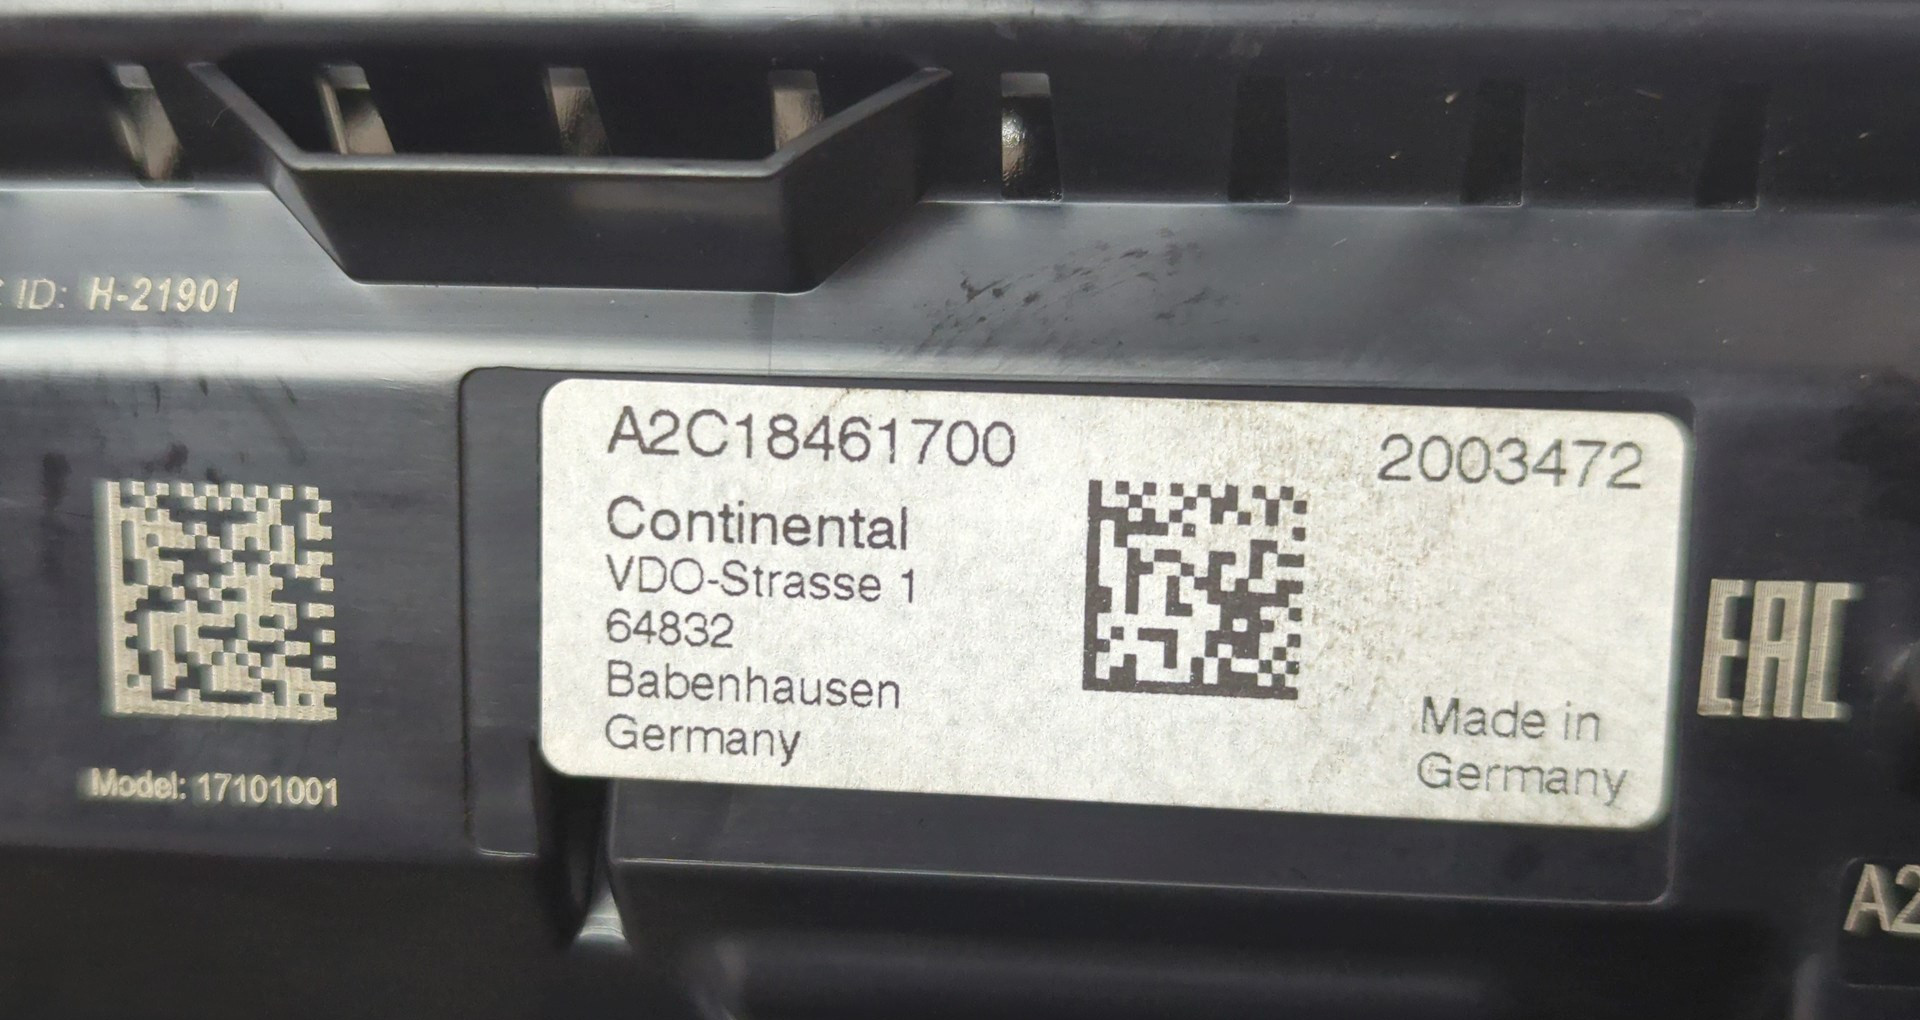 ID: H-21901
A2C18461700
2003472
Continental
VDO-Strasse 1
64832
Babenhausen
Germany
Made in
Germany
EAC
Model: 17101001
A2